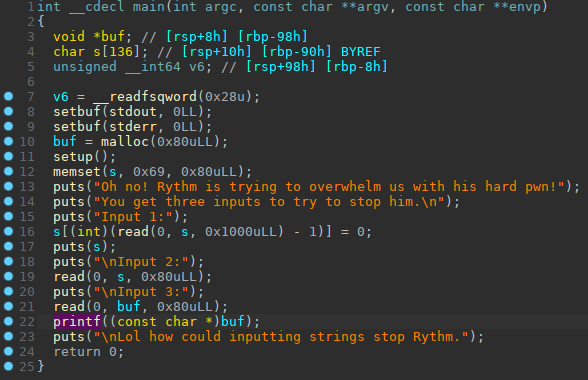 1 int __cdecl main(int argc, const char **argv, const char **envp)
2 {
3 void *buf; // [rsp+8h] [rbp-98h]
4 char s[136]; // [rsp+10h] [rbp-90h] BYREF
5 unsigned __int64 v6; // [rsp+98h] [rbp-8h]
6
7 v6 = __readfsqword(0x28u);
8 setbuf(stdout, 0LL);
9 setbuf(stderr, 0LL);
10 buf = malloc(0x80uLL);
11 setup();
12 memset(s, 0x69, 0x80uLL);
13 puts("Oh no! Rythm is trying to overwhelm us with his hard pwn!");
14 puts("You get three inputs to try to stop him.\n");
15 puts("Input 1:");
16 s[(int)(read(0, s, 0x1000uLL) - 1)] = 0;
17 puts(s);
18 puts("\nInput 2:");
19 read(0, s, 0x80uLL);
20 puts("\nInput 3:");
21 read(0, buf, 0x80uLL);
22 printf((const char *)buf);
23 puts("\nLol how could inputting strings stop Rythm.");
24 return 0;
25 }